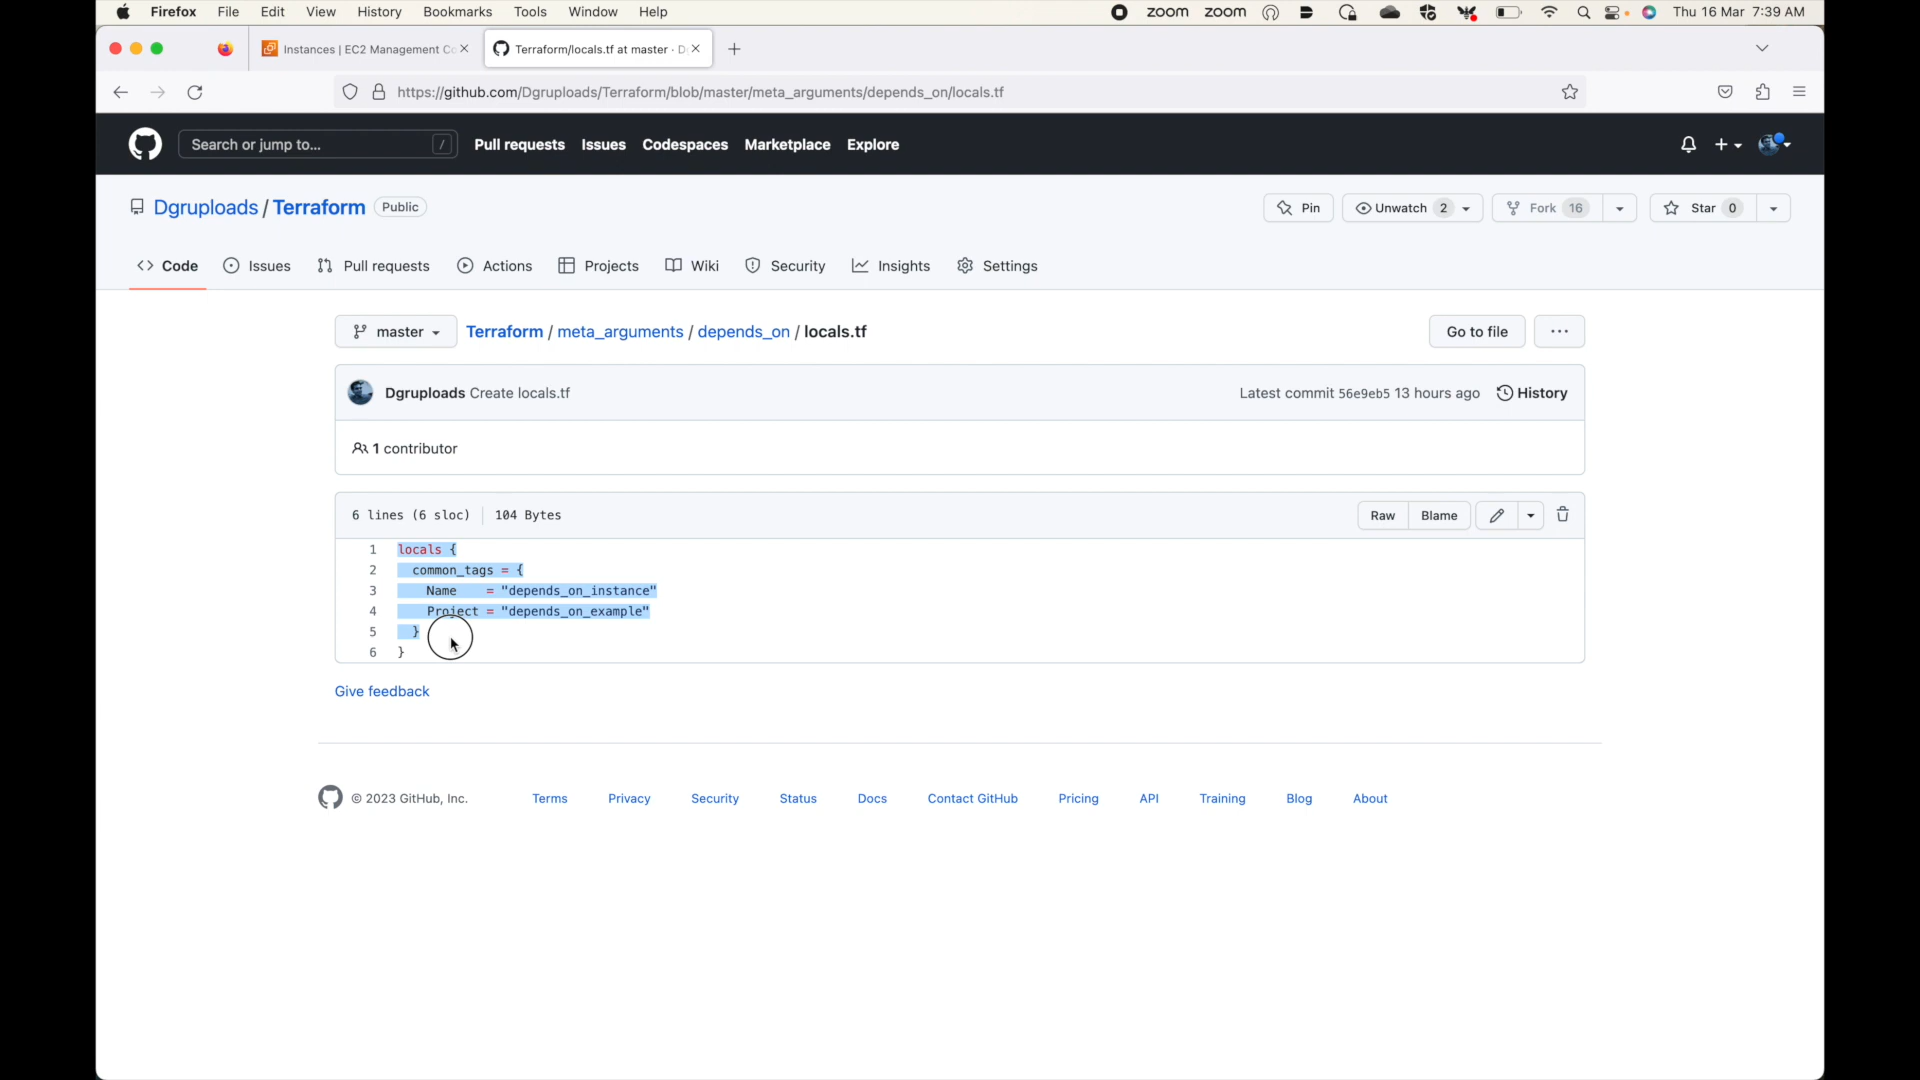 Firefox File Edit View History Bookmarks Tools Window Help zoom zoom Thu 16 Mar 7:39 AM
Instances | EC2 Management Co
Terraform/locals.tf at master · D
https://github.com/Dgruploads/Terraform/blob/master/meta_arguments/depends_on/locals.tf
Search or jump to... / Pull requests Issues Codespaces Marketplace Explore
Dgruploads / Terraform Public Pin Unwatch 2 Fork 16 Star 0
Code Issues Pull requests Actions Projects Wiki Security Insights Settings
master Terraform / meta_arguments / depends_on / locals.tf Go to file ...
Dgruploads Create locals.tf Latest commit 56e9eb5 13 hours ago History
1 contributor
6 lines (6 sloc) 104 Bytes Raw Blame
1 locals {
2 common_tags = {
3 Name = "depends_on_instance"
4 Project = "depends_on_example"
5 }
6 }
Give feedback
© 2023 GitHub, Inc. Terms Privacy Security Status Docs Contact GitHub Pricing API Training Blog About